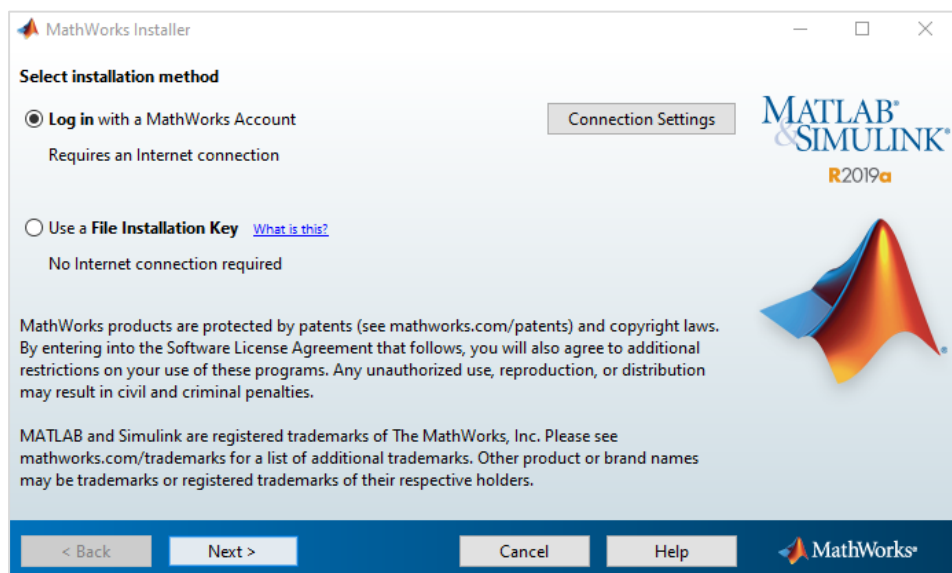 MathWorks Installer
Select installation method
Log in with a MathWorks Account
Connection Settings
Requires an Internet connection
Use a File Installation Key What is this?
No Internet connection required
MathWorks products are protected by patents (see mathworks.com/patents) and copyright laws.
By entering into the Software License Agreement that follows, you will also agree to additional
restrictions on your use of these programs. Any unauthorized use, reproduction, or distribution
may result in civil and criminal penalties.
MATLAB and Simulink are registered trademarks of The MathWorks, Inc. Please see
mathworks.com/trademarks for a list of additional trademarks. Other product or brand names
may be trademarks or registered trademarks of their respective holders.
MATLAB®
&SIMULINK®
R2019a
< Back
Next >
Cancel
Help
MathWorks®